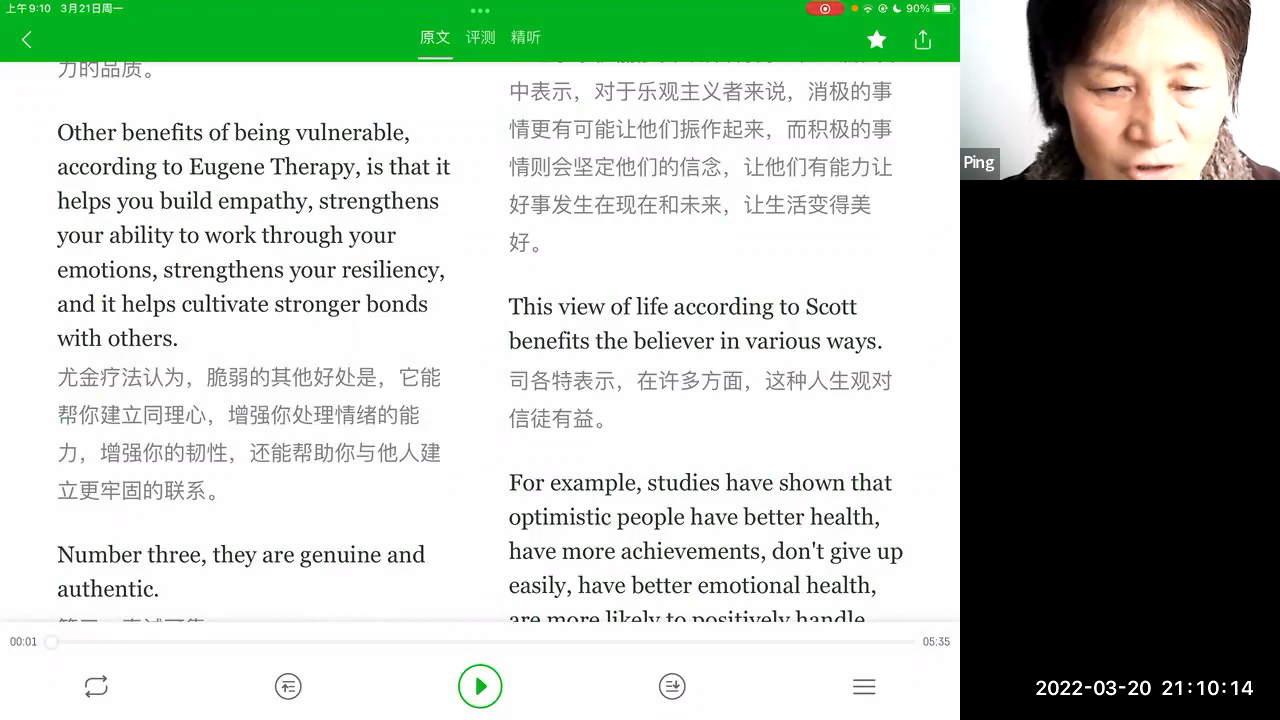 上午9:10 3月21日周一
90%
原文 评测 精听
力的品质。
Other benefits of being vulnerable,
according to Eugene Therapy, is that it
helps you build empathy, strengthens
your ability to work through your
emotions, strengthens your resiliency,
and it helps cultivate stronger bonds
with others.
尤金疗法认为，脆弱的其他好处是，它能
帮你建立同理心，增强你处理情绪的能
力，增强你的韧性，还能帮助你与他人建
立更牢固的联系。
Number three, they are genuine and
authentic.
中表示，对于乐观主义者来说，消极的事
情更有可能让他们振作起来，而积极的事
情则会坚定他们的信念，让他们有能力让
好事发生在现在和未来，让生活变得美
好。
This view of life according to Scott
benefits the believer in various ways.
司各特表示，在许多方面，这种人生观对
信徒有益。
For example, studies have shown that
optimistic people have better health,
have more achievements, don't give up
easily, have better emotional health,
are more likely to positively handle
00:01
05:35
Ping
2022-03-20 21:10:14